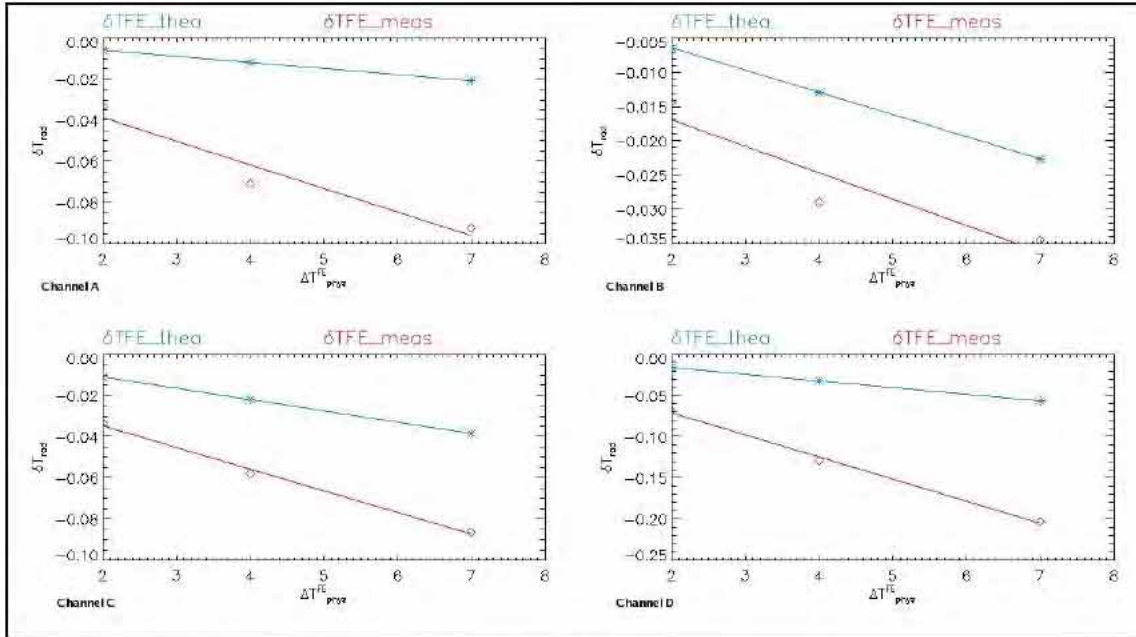 δTFE_thea δTFE_meas
0.00
−0.02
−0.04
−0.06
−0.08
−0.10
δT_rad
2 3 4 5 6 7 8
ΔT^FE_phys
Channel A
δTFE_thea δTFE_meas
−0.005
−0.010
−0.015
−0.020
−0.025
−0.030
−0.035
δT_rad
2 3 4 5 6 7 8
ΔT^FE_phys
Channel B
δTFE_thea δTFE_meas
0.00
−0.02
−0.04
−0.06
−0.08
−0.10
δT_rad
2 3 4 5 6 7 8
ΔT^FE_phys
Channel C
δTFE_thea δTFE_meas
0.00
−0.05
−0.10
−0.15
−0.20
−0.25
δT_rad
2 3 4 5 6 7 8
ΔT^FE_phys
Channel D